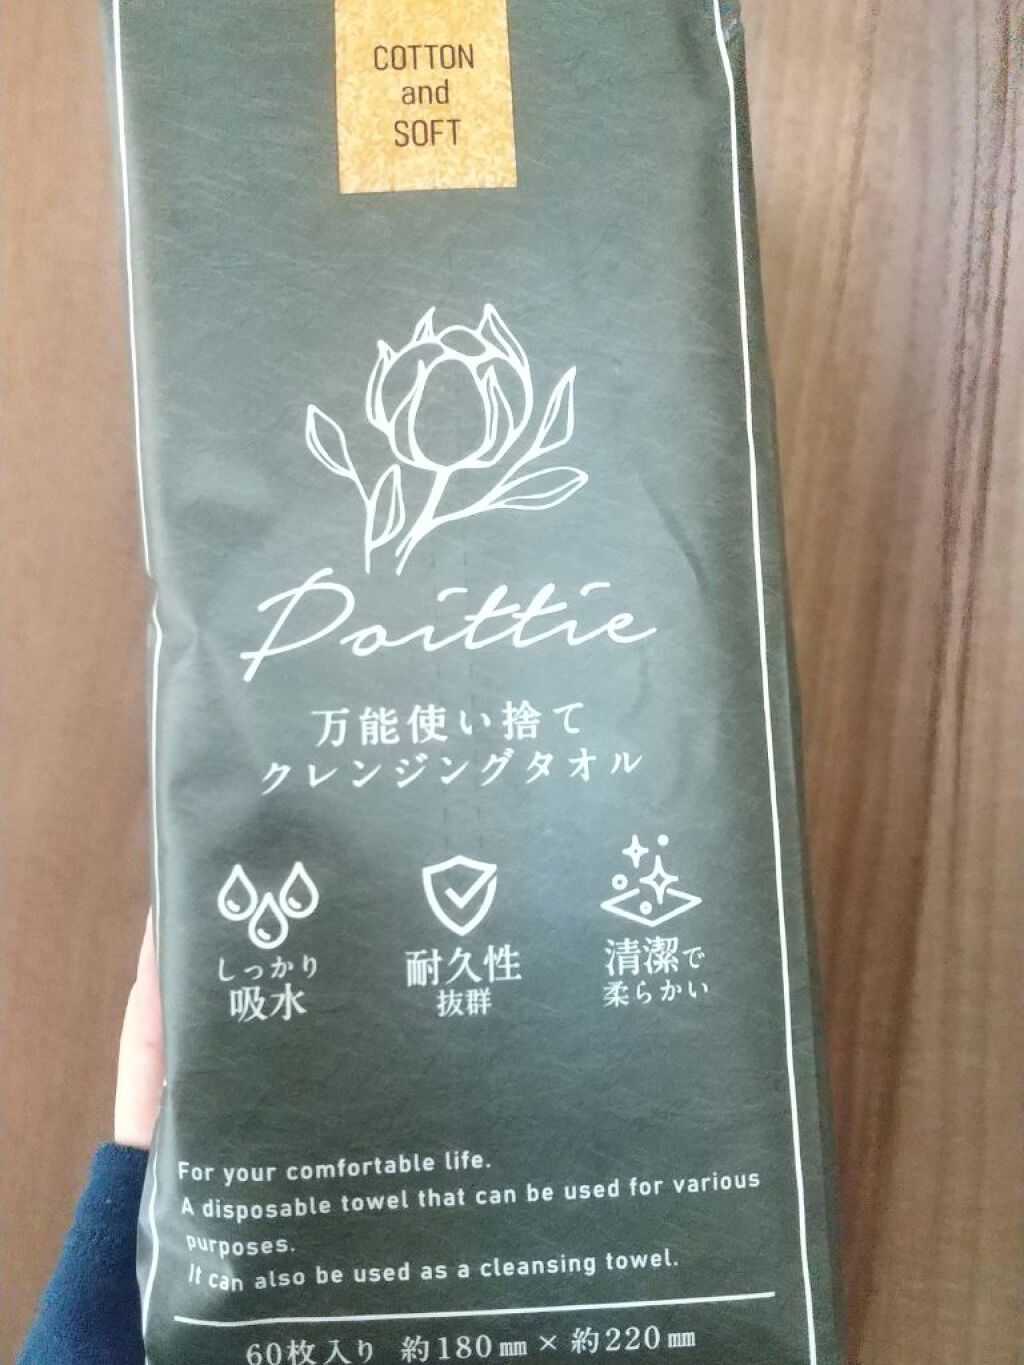 COTTON
and
SOFT
Poittie
万能使い捨て
クレンジングタオル
しっかり
吸水
耐久性
抜群
清潔で
柔らかい
For your comfortable life.
A disposable towel that can be used for various
purposes.
It can also be used as a cleansing towel.
60枚入り 約180㎜×約220㎜